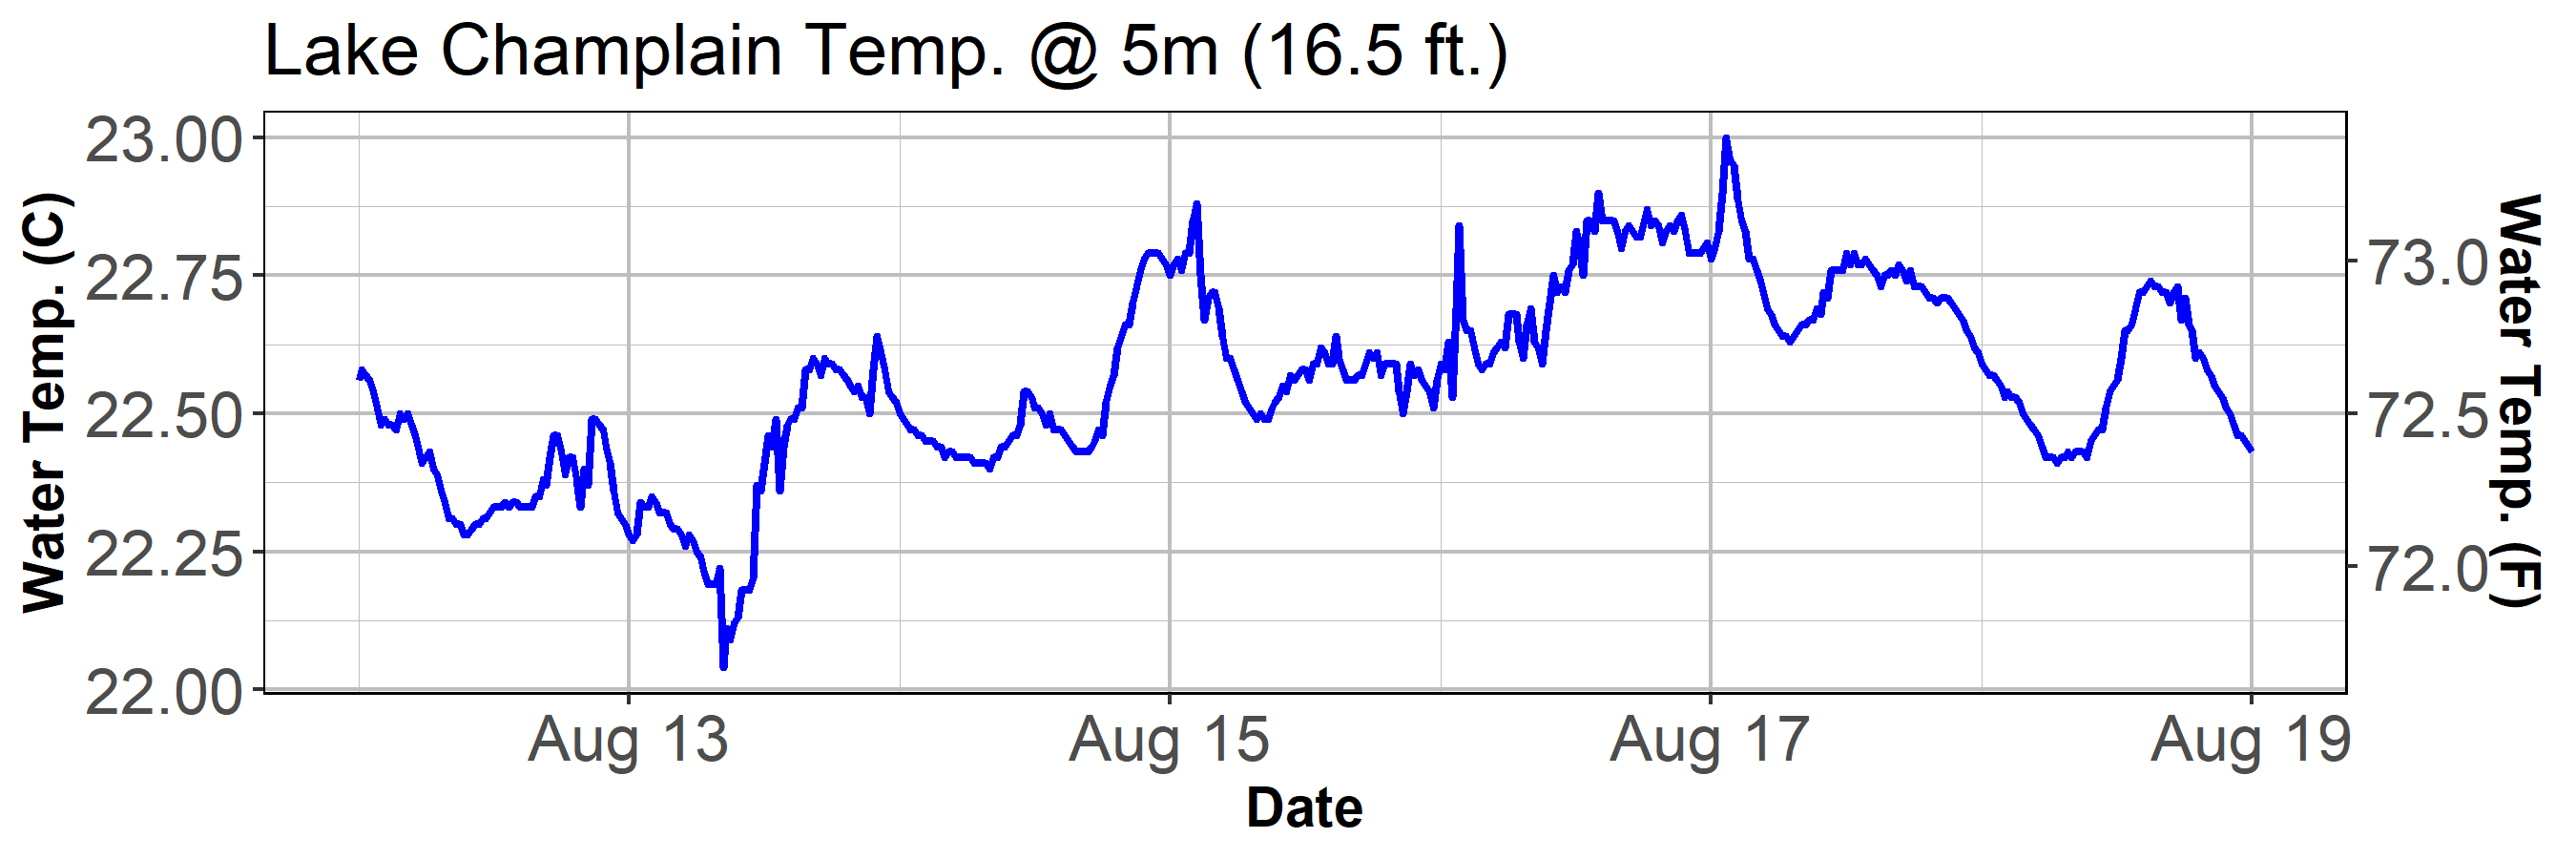 Lake Champlain Temp. @ 5m (16.5 ft.)
Water Temp. (C)
23.00
22.75
22.50
22.25
22.00
73.0
72.5
72.0
Water Temp. (F)
Aug 13 Aug 15 Aug 17 Aug 19
Date